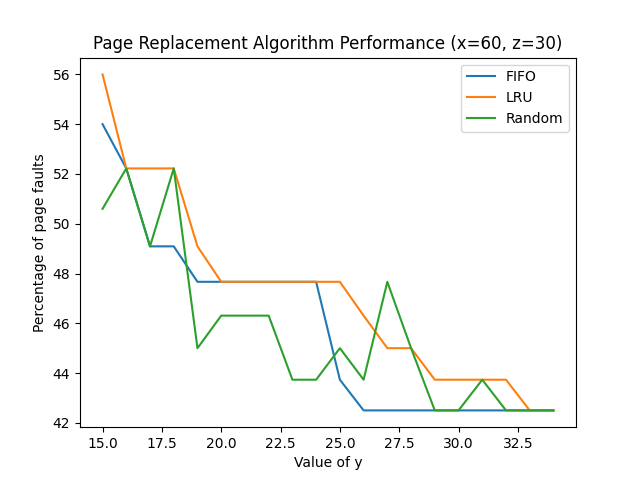 Page Replacement Algorithm Performance (x=60, z=30)
FIFO
LRU
Random
Percentage of page faults
56
54
52
50
48
46
44
42
15.0 17.5 20.0 22.5 25.0 27.5 30.0 32.5
Value of y